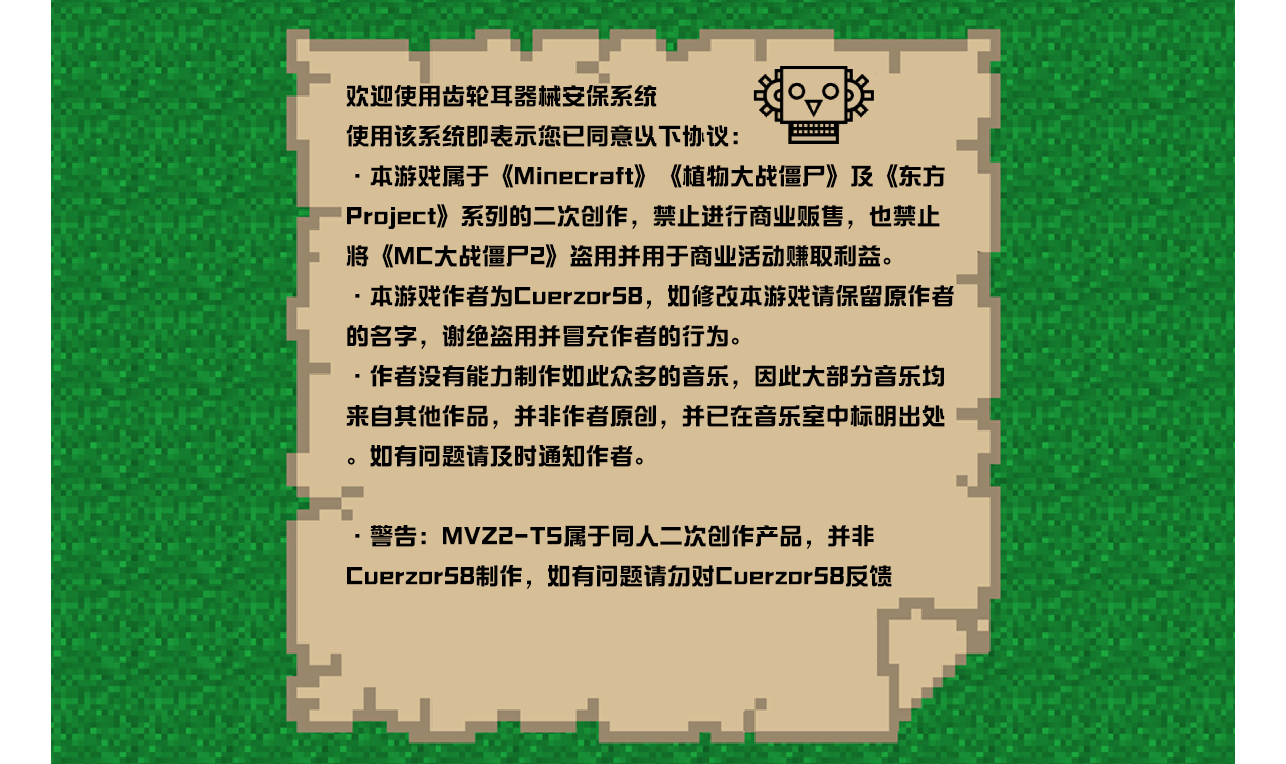 欢迎使用齿轮耳器械安保系统
使用该系统即表示您已同意以下协议：
·本游戏属于《Minecraft》《植物大战僵尸》及《东方
Project》系列的二次创作，禁止进行商业贩售，也禁止
将《MC大战僵尸2》盗用并用于商业活动赚取利益。
·本游戏作者为Cuerzor58，如修改本游戏请保留原作者
的名字，谢绝盗用并冒充作者的行为。
·作者没有能力制作如此众多的音乐，因此大部分音乐均
来自其他作品，并非作者原创，并已在音乐室中标明出处
。如有问题请及时通知作者。
·警告：MVZ2-TS属于同人二次创作产品，并非
Cuerzor58制作，如有问题请勿对Cuerzor58反馈